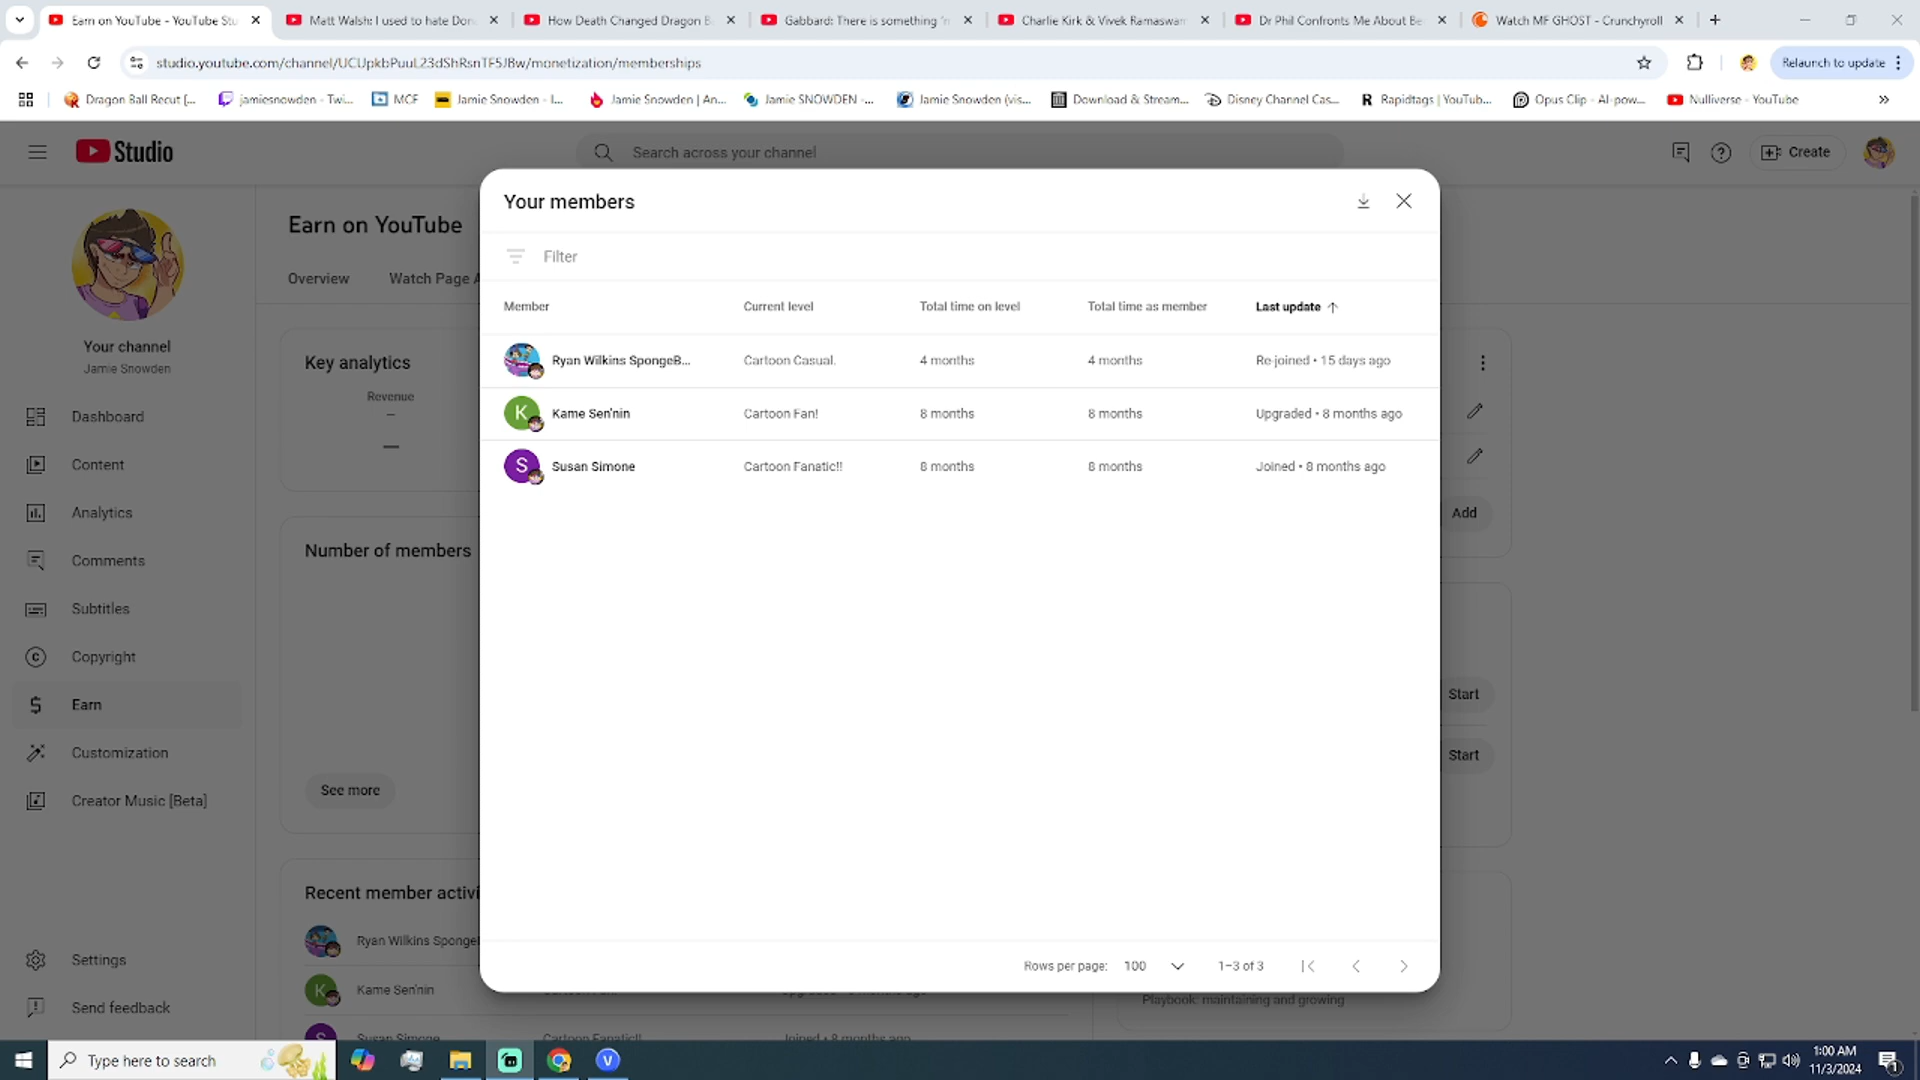 Earn on YouTube - YouTube Stu
Matt Walsh: I used to hate Don
How Death Changed Dragon B
Gabbard: There is something 'n
Charlie Kirk & Vivek Ramaswam
Dr Phil Confronts Me About Be
Watch MF GHOST - Crunchyroll
studio.youtube.com/channel/UCUpkbPuuL23dShRsnTF5JBw/monetization/memberships
Relaunch to update
Dragon Ball Recut [...
jamiesnowden - Twi...
MCF
Jamie Snowden - I...
Jamie Snowden | An...
Jamie SNOWDEN -...
Jamie Snowden (vis...
Download & Stream...
Disney Channel Cas...
Rapidtags | YouTub...
Opus Clip - AI-pow...
Nulliverse - YouTube
Studio
Search across your channel
Create
Your channel
Jamie Snowden
Dashboard
Content
Analytics
Comments
Subtitles
Copyright
Earn
Customization
Creator Music [Beta]
Settings
Send feedback
Earn on YouTube
Overview
Watch Page A
Key analytics
Revenue
–
—
Number of members
See more
Recent member activi
Ryan Wilkins SpongeB
Kame Sen'nin
Susan Simone
Cartoon Fanatic!!
Joined • 8 months ago
Your members
Filter
Member
Current level
Total time on level
Total time as member
Last update
Ryan Wilkins SpongeB...
Cartoon Casual.
4 months
4 months
Re-joined • 15 days ago
K
Kame Sen'nin
Cartoon Fan!
8 months
8 months
Upgraded • 8 months ago
S
Susan Simone
Cartoon Fanatic!!
8 months
8 months
Joined • 8 months ago
Rows per page: 100
1–3 of 3
Add
Start
Start
Playbook: maintaining and growing
Type here to search
1:00 AM
11/3/2024